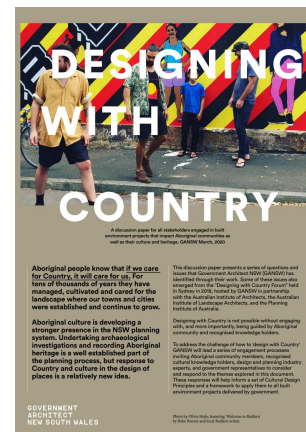 DESIGNING
WITH
COUNTRY
A discussion paper for all stakeholders engaged in built
environment projects that impact Aboriginal communities as
well as their culture and heritage. GANSW March, 2020
Aboriginal people know that if we care
for Country, it will care for us. For
tens of thousands of years they have
managed, cultivated and cared for the
landscape where our towns and cities
were established and continue to grow.
Aboriginal culture is developing a
stronger presence in the NSW planning
system. Undertaking archaeological
investigations and recording Aboriginal
heritage is a well established part of
the planning process, but response to
Country and culture in the design of
places is a relatively new idea.
This discussion paper presents a series of questions and
issues that Government Architect NSW (GANSW) has
identified through their work. Some of these issues also
emerged from the "Designing with Country Forum" held
in Sydney in 2018, hosted by GANSW in partnership
with the Australian Institute of Architects, the Australian
Institute of Landscape Architects, and the Planning
Institute of Australia.
Designing with Country is not possible without engaging
with, and more importantly, being guided by Aboriginal
community and recognised knowledge holders.
To address the challenge of how to 'design with Country'
GANSW will lead a series of engagement processes
inviting Aboriginal community members, recognised
cultural knowledge holders, design and planning industry
experts, and government representatives to consider
and respond to the themes explored in this document.
These responses will help inform a set of Cultural Design
Principles and a framework to apply them to all built
environment projects delivered by government.
GOVERNMENT
ARCHITECT
NEW SOUTH WALES